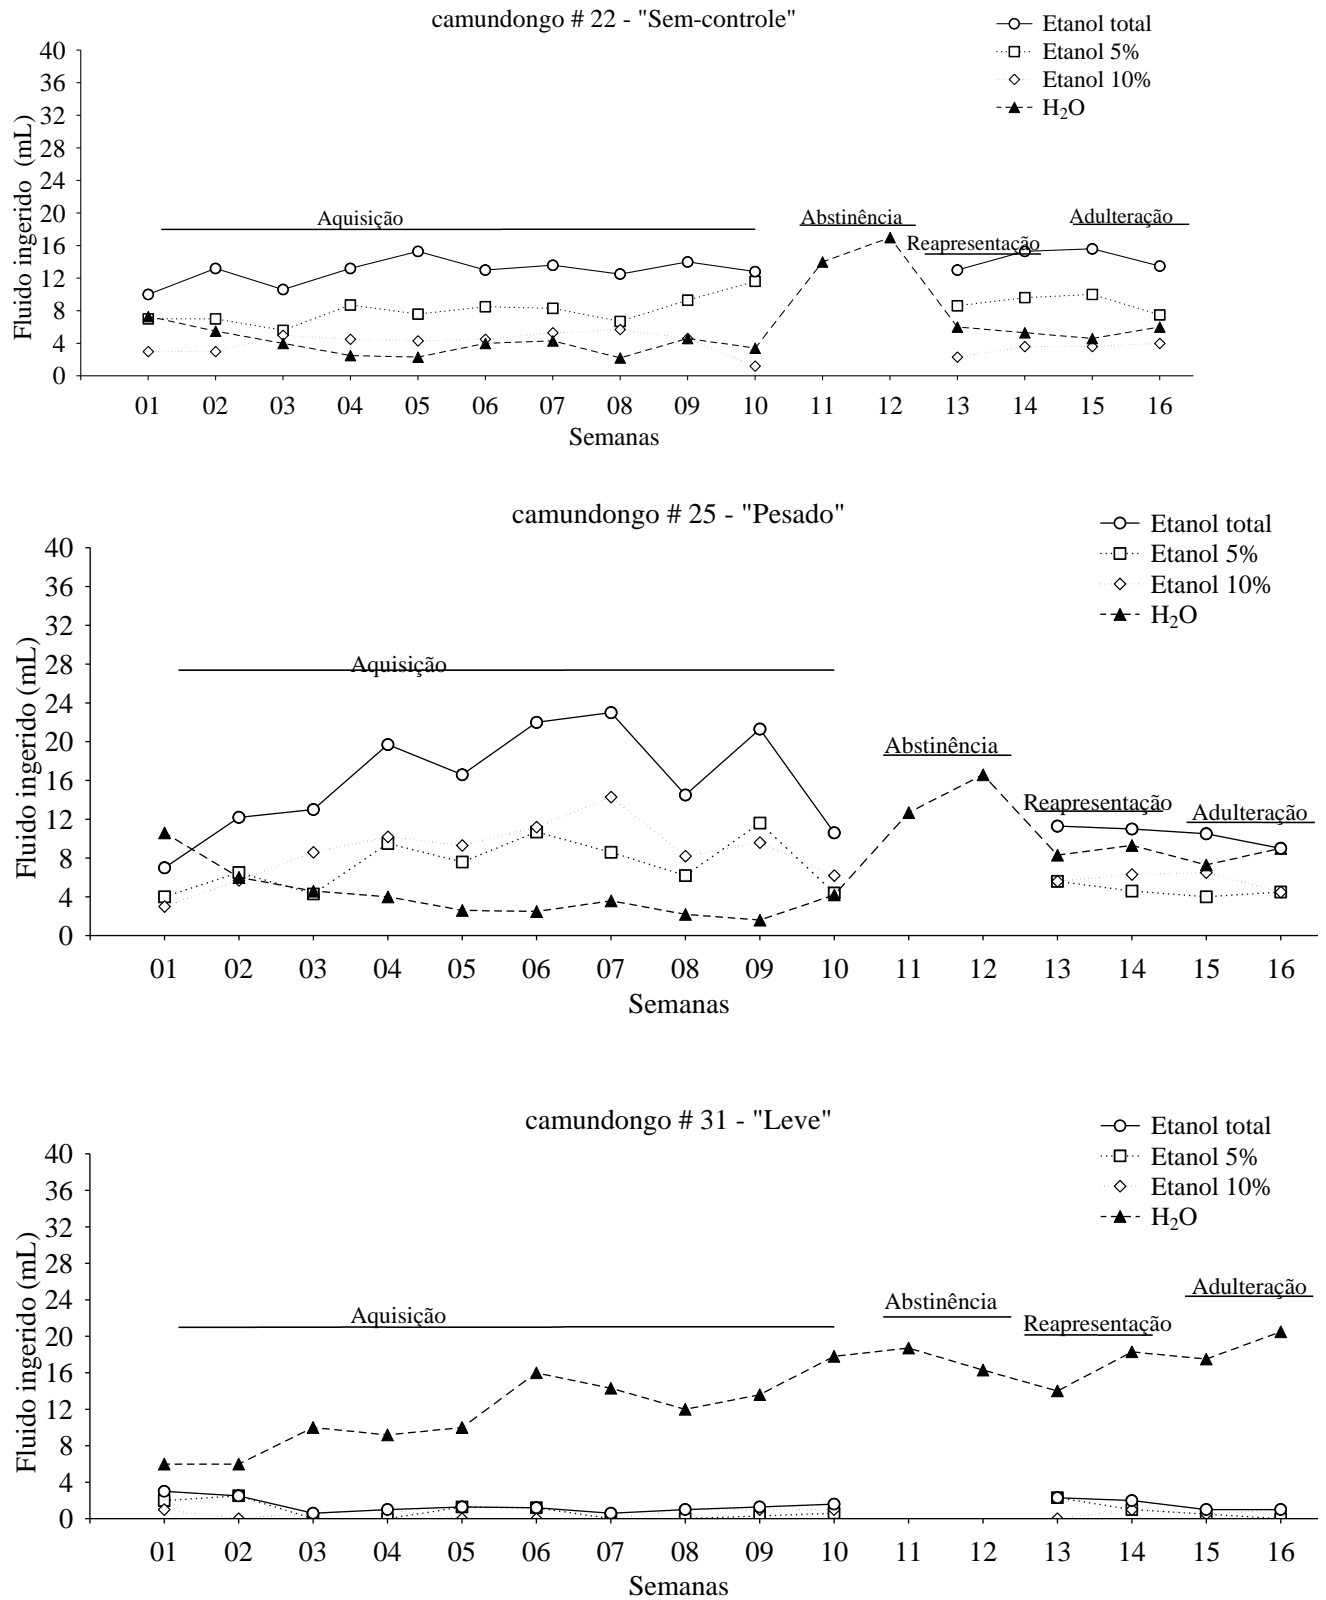 camundongo # 22 - "Sem-controle"
Etanol total
Etanol 5%
Etanol 10%
H₂O
Fluido ingerido (mL)
40
36
32
28
24
20
16
12
8
4
0
Aquisição
Abstinência
Reapresentação
Adulteração
01 02 03 04 05 06 07 08 09 10 11 12 13 14 15 16
Semanas
camundongo # 25 - "Pesado"
Etanol total
Etanol 5%
Etanol 10%
H₂O
Fluido ingerido (mL)
40
36
32
28
24
20
16
12
8
4
0
Aquisição
Abstinência
Reapresentação
Adulteração
01 02 03 04 05 06 07 08 09 10 11 12 13 14 15 16
Semanas
camundongo # 31 - "Leve"
Etanol total
Etanol 5%
Etanol 10%
H₂O
Fluido ingerido (mL)
40
36
32
28
24
20
16
12
8
4
0
Aquisição
Abstinência
Reapresentação
Adulteração
01 02 03 04 05 06 07 08 09 10 11 12 13 14 15 16
Semanas